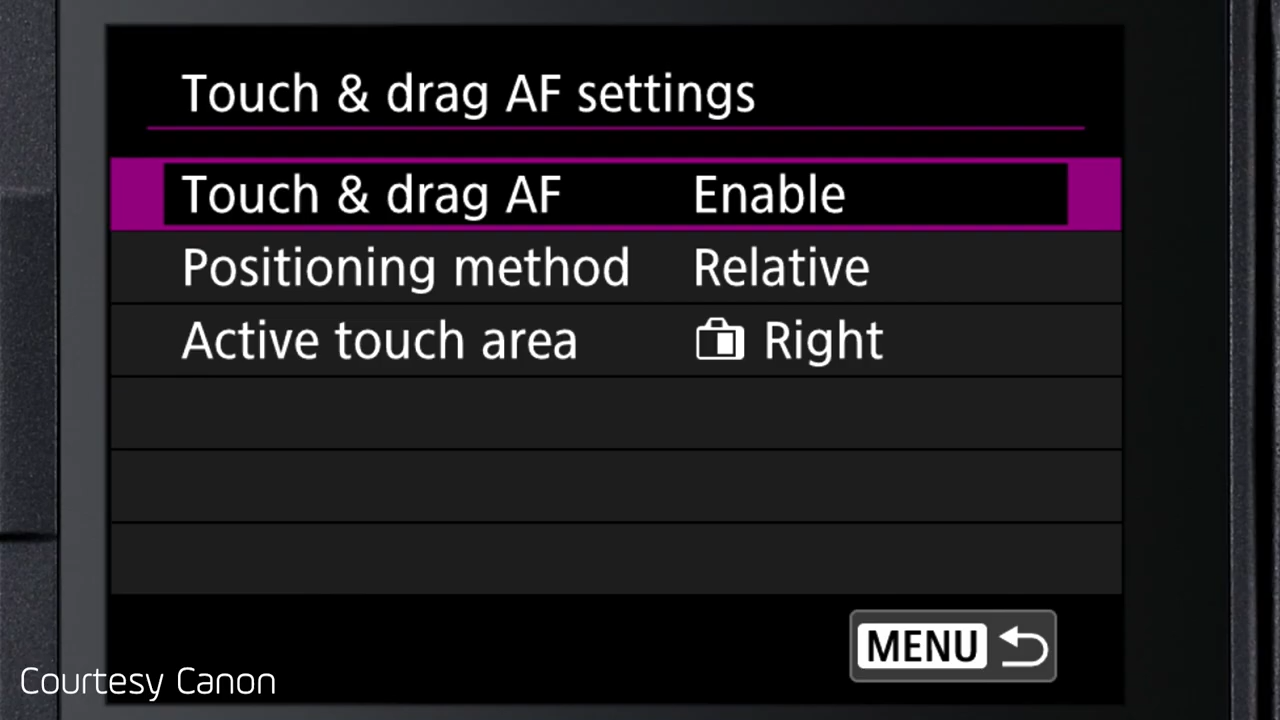 Touch & drag AF settings
Touch & drag AF Enable
Positioning method Relative
Active touch area Right
MENU
Courtesy Canon